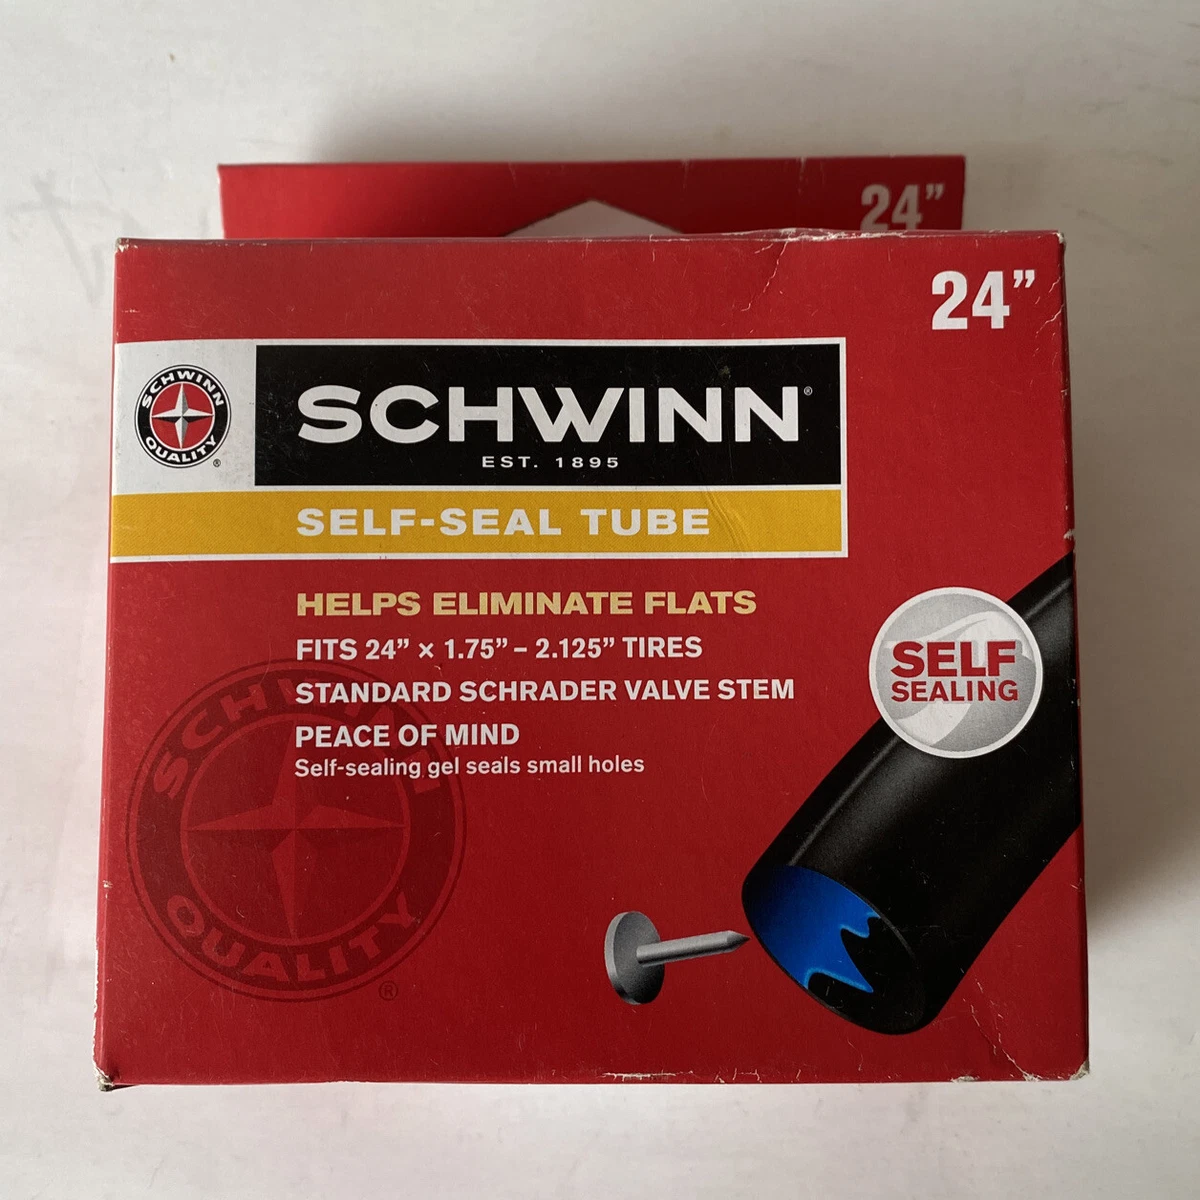 24”
24”
SCHWINN
QUALITY
®
SCHWINN®
EST. 1895
SELF-SEAL TUBE
HELPS ELIMINATE FLATS
FITS 24” × 1.75” – 2.125” TIRES
STANDARD SCHRADER VALVE STEM
PEACE OF MIND
Self-sealing gel seals small holes
SELF
SEALING
SCHWINN
QUALITY
®